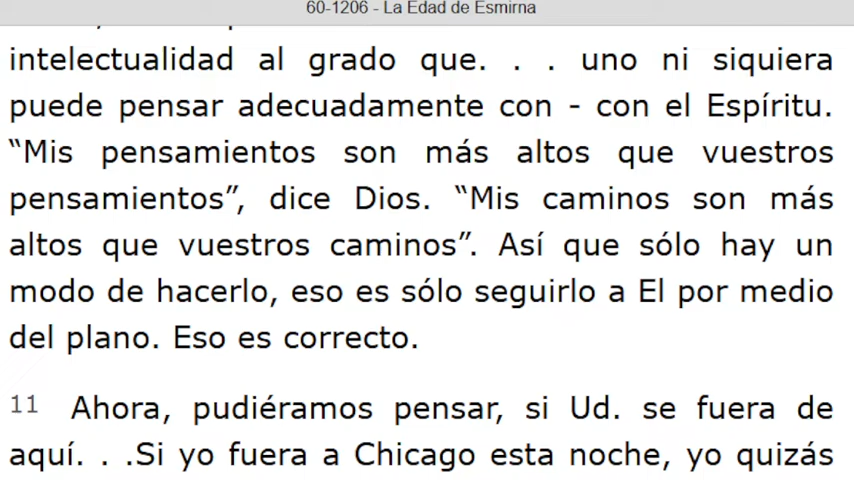 60-1206 - La Edad de Esmirna
intelectualidad al grado que. . . uno ni siquiera
puede pensar adecuadamente con - con el Espíritu.
“Mis pensamientos son más altos que vuestros
pensamientos”, dice Dios. “Mis caminos son más
altos que vuestros caminos”. Así que sólo hay un
modo de hacerlo, eso es sólo seguirlo a El por medio
del plano. Eso es correcto.
11 Ahora, pudiéramos pensar, si Ud. se fuera de
aquí. . .Si yo fuera a Chicago esta noche, yo quizás